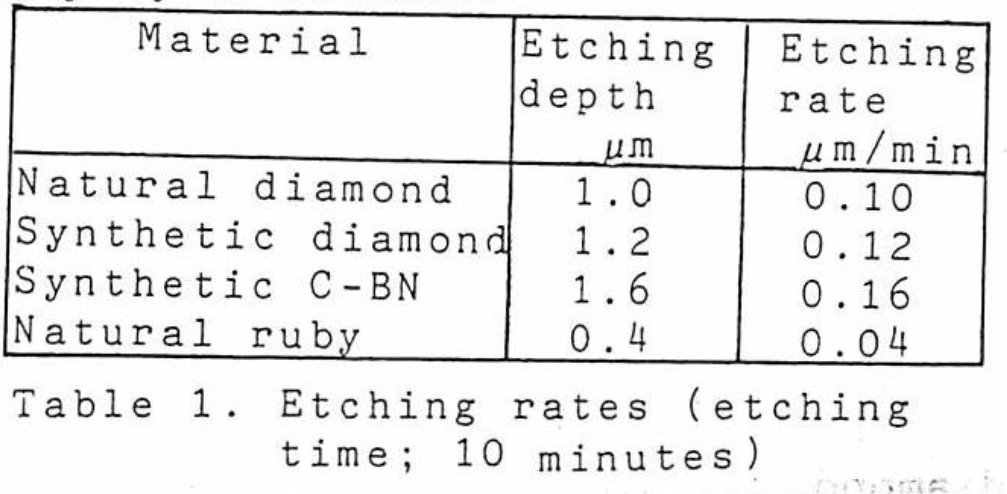 Material Etching Etching
depth rate
μm μm/min
Natural diamond 1.0 0.10
Synthetic diamond 1.2 0.12
Synthetic C-BN 1.6 0.16
Natural ruby 0.4 0.04
Table 1. Etching rates (etching
time; 10 minutes)